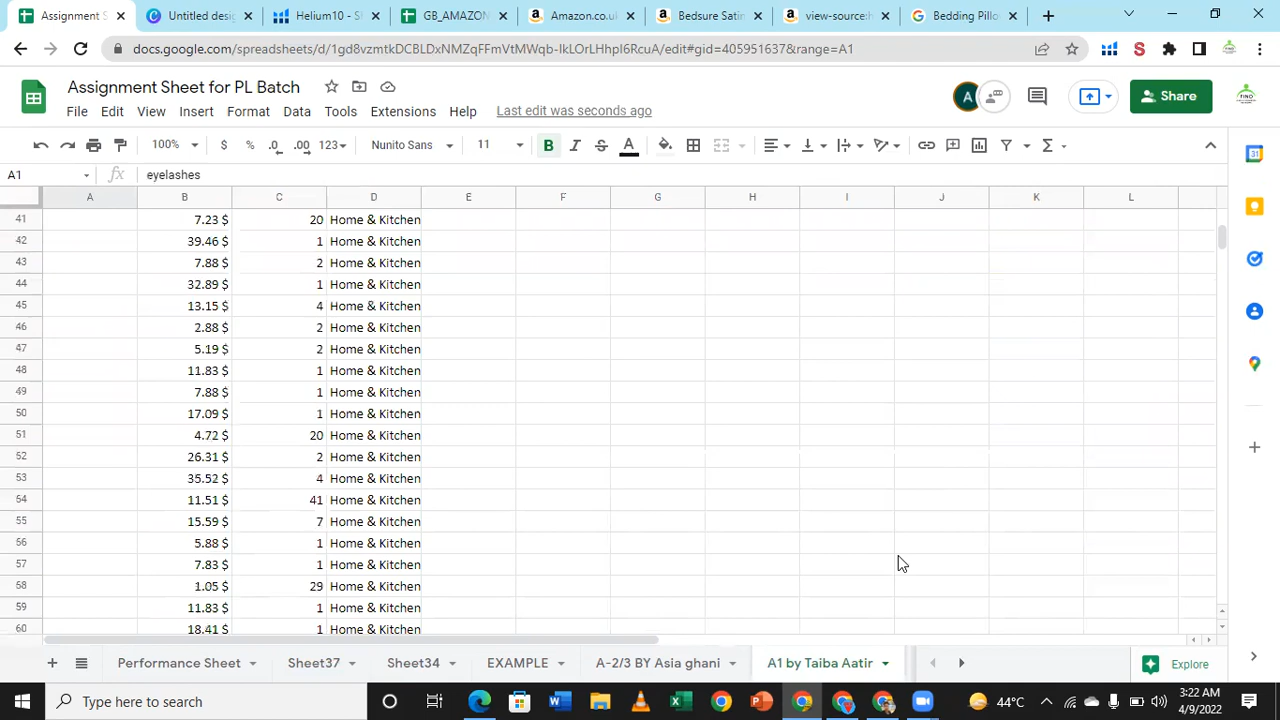 Assignment S
Untitled desig
Helium10 - S
GB_AMAZON
Amazon.co.uk
Bedsure Satin
view-source:h
Bedding Pillo
docs.google.com/spreadsheets/d/1gd8vzmtkDCBLDxNMZqFFmVtMWqb-IkLOrLHhpl6RcuA/edit#gid=405951637&range=A1
Assignment Sheet for PL Batch
File Edit View Insert Format Data Tools Extensions Help Last edit was seconds ago
A
Share
100% $ % .0 .00 123 Nunito Sans 11 B I S A
A1 fx eyelashes
A B C D E F G H I J K L
41 7.23 $ 20 Home & Kitchen
42 39.46 $ 1 Home & Kitchen
43 7.88 $ 2 Home & Kitchen
44 32.89 $ 1 Home & Kitchen
45 13.15 $ 4 Home & Kitchen
46 2.88 $ 2 Home & Kitchen
47 5.19 $ 2 Home & Kitchen
48 11.83 $ 1 Home & Kitchen
49 7.88 $ 1 Home & Kitchen
50 17.09 $ 1 Home & Kitchen
51 4.72 $ 20 Home & Kitchen
52 26.31 $ 2 Home & Kitchen
53 35.52 $ 4 Home & Kitchen
54 11.51 $ 41 Home & Kitchen
55 15.59 $ 7 Home & Kitchen
56 5.88 $ 1 Home & Kitchen
57 7.83 $ 1 Home & Kitchen
58 1.05 $ 29 Home & Kitchen
59 11.83 $ 1 Home & Kitchen
60 18.41 $ 1 Home & Kitchen
Performance Sheet Sheet37 Sheet34 EXAMPLE A-2/3 BY Asia ghani A1 by Taiba Aatir Explore
Type here to search
44°C
3:22 AM
4/9/2022